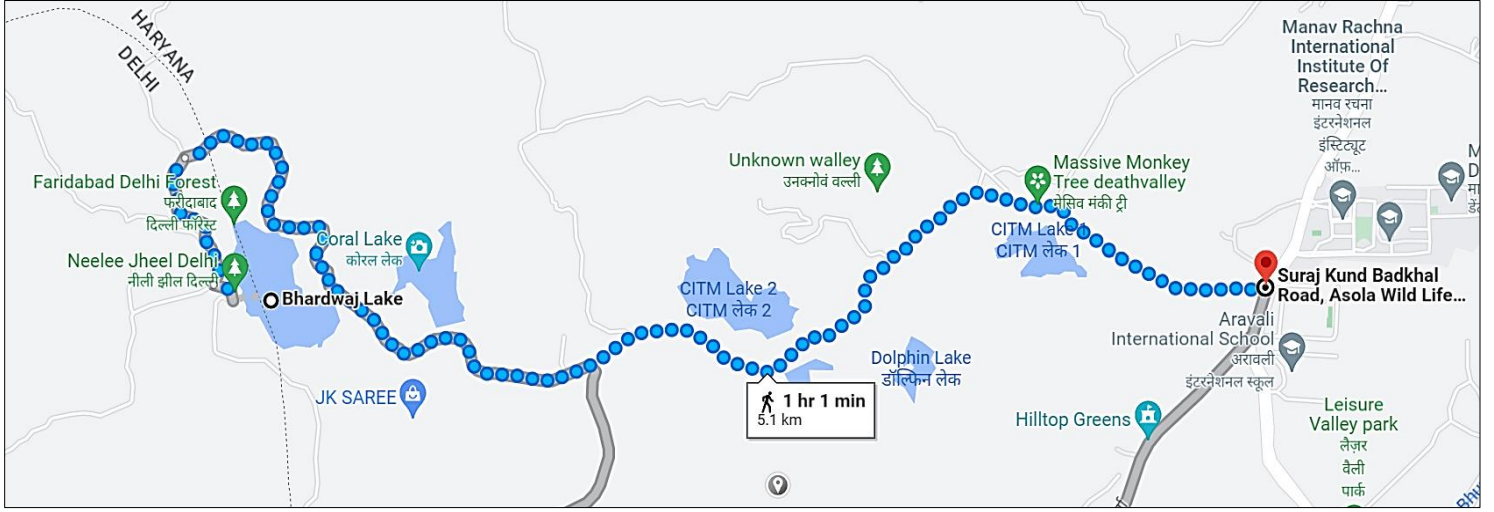 HARYANA
DELHI
Faridabad Delhi Forest
फरीदाबाद
दिल्ली फॉरेस्ट
Neelee Jheel Delhi
नीली झील दिल्ली
Bhardwaj Lake
Coral Lake
कोरल लेक
JK SAREE
Unknown walley
उनक्नोवं वल्ली
CITM Lake 2
CITM लेक 2
1 hr 1 min
5.1 km
Dolphin Lake
डॉल्फिन लेक
Massive Monkey
Tree deathvalley
मेसिव मंकी ट्री
CITM Lake 1
CITM लेक 1
Manav Rachna
International
Institute Of
Research...
मानव रचना
इंटरनेशनल
इंस्टिट्यूट
ऑफ़...
Suraj Kund Badkhal
Road, Asola Wild Life...
Aravali
International School
अरावली
इंटरनेशनल स्कूल
Hilltop Greens
Leisure
Valley park
लैज़र
वैली
पार्क